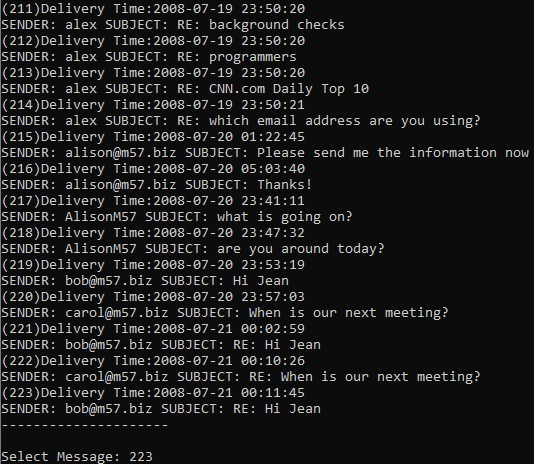 (211)Delivery Time:2008-07-19 23:50:20
SENDER: alex SUBJECT: RE: background checks
(212)Delivery Time:2008-07-19 23:50:20
SENDER: alex SUBJECT: RE: programmers
(213)Delivery Time:2008-07-19 23:50:20
SENDER: alex SUBJECT: RE: CNN.com Daily Top 10
(214)Delivery Time:2008-07-19 23:50:21
SENDER: alex SUBJECT: RE: which email address are you using?
(215)Delivery Time:2008-07-20 01:22:45
SENDER: alison@m57.biz SUBJECT: Please send me the information now
(216)Delivery Time:2008-07-20 05:03:40
SENDER: alison@m57.biz SUBJECT: Thanks!
(217)Delivery Time:2008-07-20 23:41:11
SENDER: AlisonM57 SUBJECT: what is going on?
(218)Delivery Time:2008-07-20 23:47:32
SENDER: AlisonM57 SUBJECT: are you around today?
(219)Delivery Time:2008-07-20 23:53:19
SENDER: bob@m57.biz SUBJECT: Hi Jean
(220)Delivery Time:2008-07-20 23:57:03
SENDER: carol@m57.biz SUBJECT: When is our next meeting?
(221)Delivery Time:2008-07-21 00:02:59
SENDER: bob@m57.biz SUBJECT: RE: Hi Jean
(222)Delivery Time:2008-07-21 00:10:26
SENDER: carol@m57.biz SUBJECT: RE: When is our next meeting?
(223)Delivery Time:2008-07-21 00:11:45
SENDER: bob@m57.biz SUBJECT: RE: Hi Jean
---------------------
Select Message: 223